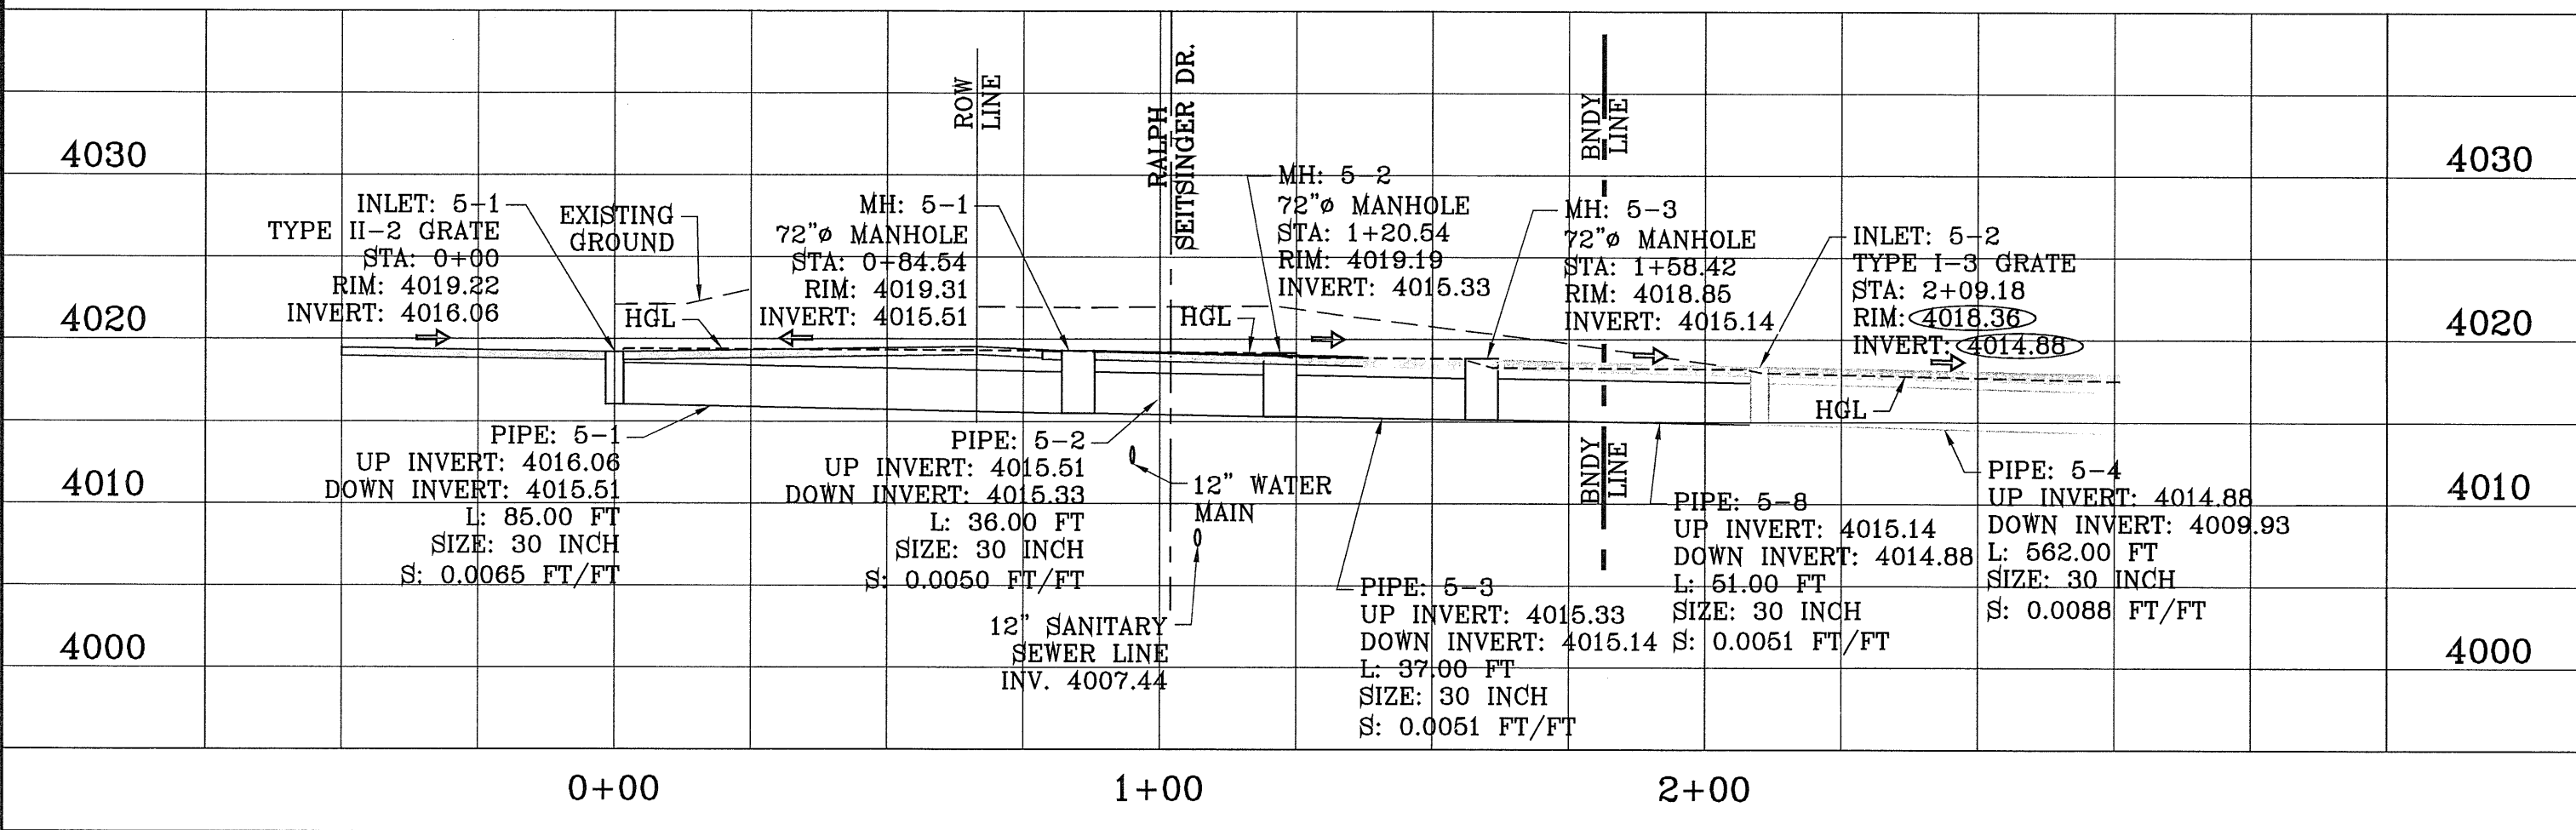 4030
4020
4010
4000
4030
4020
4010
4000
ROW
LINE
RALPH
SEITSINGER DR.
BNDY
LINE
INLET: 5-1
TYPE II-2 GRATE
STA: 0+00
RIM: 4019.22
INVERT: 4016.06
EXISTING
GROUND
HGL
MH: 5-1
72"ø MANHOLE
STA: 0+84.54
RIM: 4019.31
INVERT: 4015.51
MH: 5-2
72"ø MANHOLE
STA: 1+20.54
RIM: 4019.19
INVERT: 4015.33
HGL
MH: 5-3
72"ø MANHOLE
STA: 1+58.42
RIM: 4018.85
INVERT: 4015.14
INLET: 5-2
TYPE I-3 GRATE
STA: 2+09.18
RIM: 4018.36
INVERT: 4014.88
HGL
PIPE: 5-1
UP INVERT: 4016.06
DOWN INVERT: 4015.51
L: 85.00 FT
SIZE: 30 INCH
S: 0.0065 FT/FT
PIPE: 5-2
UP INVERT: 4015.51
DOWN INVERT: 4015.33
L: 36.00 FT
SIZE: 30 INCH
S: 0.0050 FT/FT
12" WATER
MAIN
12" SANITARY
SEWER LINE
INV. 4007.44
PIPE: 5-3
UP INVERT: 4015.33
DOWN INVERT: 4015.14
L: 37.00 FT
SIZE: 30 INCH
S: 0.0051 FT/FT
BNDY
LINE
PIPE: 5-8
UP INVERT: 4015.14
DOWN INVERT: 4014.88
L: 51.00 FT
SIZE: 30 INCH
S: 0.0051 FT/FT
PIPE: 5-4
UP INVERT: 4014.88
DOWN INVERT: 4009.93
L: 562.00 FT
SIZE: 30 INCH
S: 0.0088 FT/FT
0+00
1+00
2+00